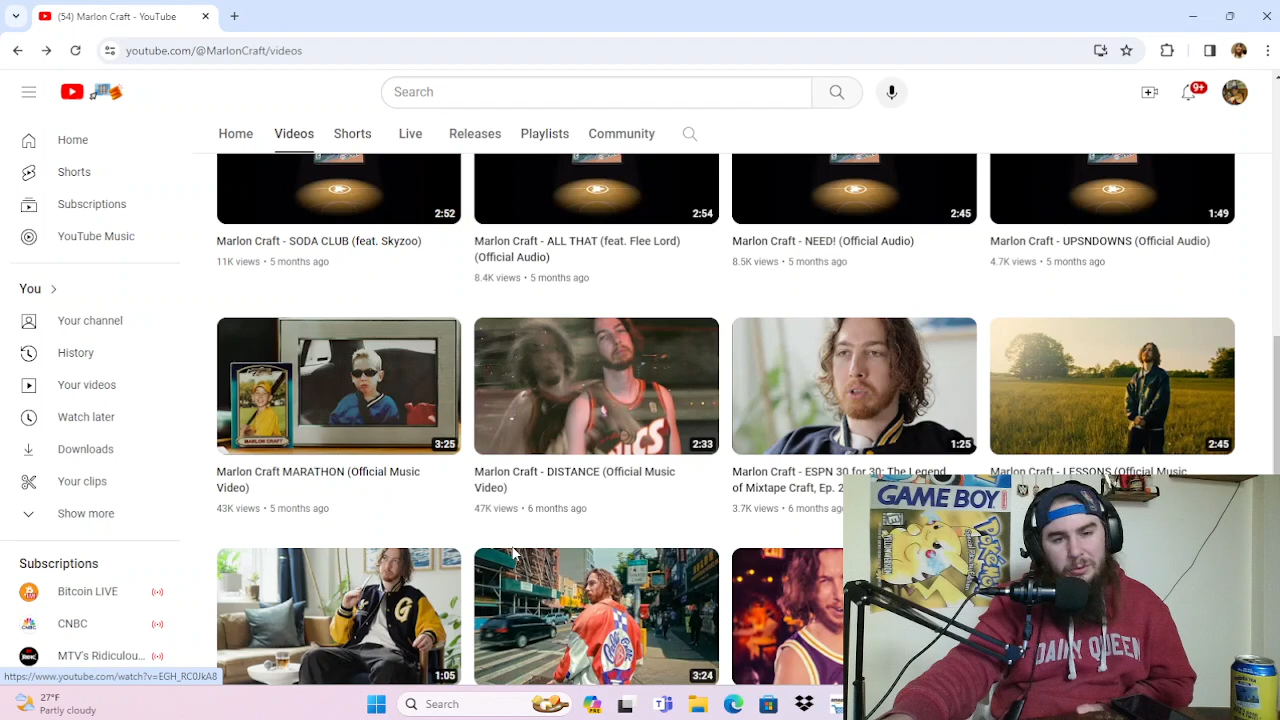 (54) Marlon Craft - YouTube
youtube.com/@MarlonCraft/videos
Search
9+
Home
Videos
Shorts
Live
Releases
Playlists
Community
Home
Shorts
Subscriptions
YouTube Music
You
Your channel
History
Your videos
Watch later
Downloads
Your clips
Show more
Subscriptions
Bitcoin LIVE
CNBC
MTV's Ridiculou...
2:52
2:54
2:45
1:49
Marlon Craft - SODA CLUB (feat. Skyzoo)
11K views • 5 months ago
Marlon Craft - ALL THAT (feat. Flee Lord)
(Official Audio)
8.4K views • 5 months ago
Marlon Craft - NEED! (Official Audio)
8.5K views • 5 months ago
Marlon Craft - UPSNDOWNS (Official Audio)
4.7K views • 5 months ago
MARLON CRAFT
3:25
2:33
1:25
2:45
Marlon Craft MARATHON (Official Music
Video)
43K views • 5 months ago
Marlon Craft - DISTANCE (Official Music
Video)
47K views • 6 months ago
Marlon Craft - ESPN 30 for 30: The Legend
of Mixtape Craft, Ep. 2
3.7K views • 6 months ago
Marlon Craft - LESSONS (Official Music
G
1:05
3:24
GAME BOY
DAIRY QUEEN
https://www.youtube.com/watch?v=EGH_RC0JkA8
27°F
Partly cloudy
Search